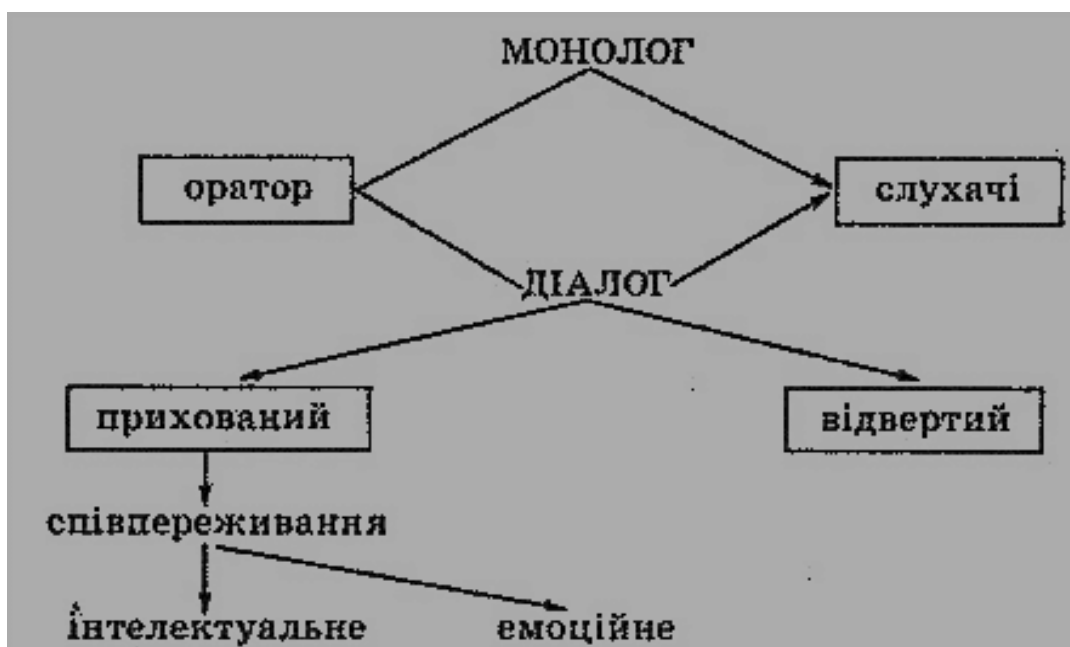 МОНОЛОГ
оратор
слухачі
ДІАЛОГ
прихований
відвертий
співпереживання
інтелектуальне
емоційне